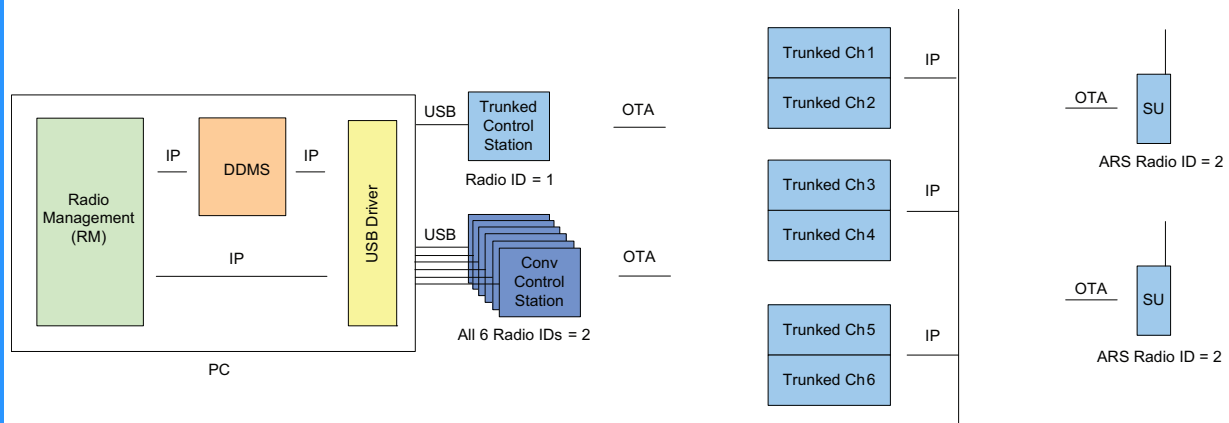 Radio
Management
(RM)
IP
DDMS
IP
IP
USB Driver
PC
USB
Trunked
Control
Station
Radio ID = 1
USB
Conv
Control
Station
All 6 Radio IDs = 2
OTA
OTA
Trunked Ch1
Trunked Ch2
IP
Trunked Ch3
Trunked Ch4
IP
Trunked Ch5
Trunked Ch6
IP
OTA
SU
ARS Radio ID = 2
OTA
SU
ARS Radio ID = 2